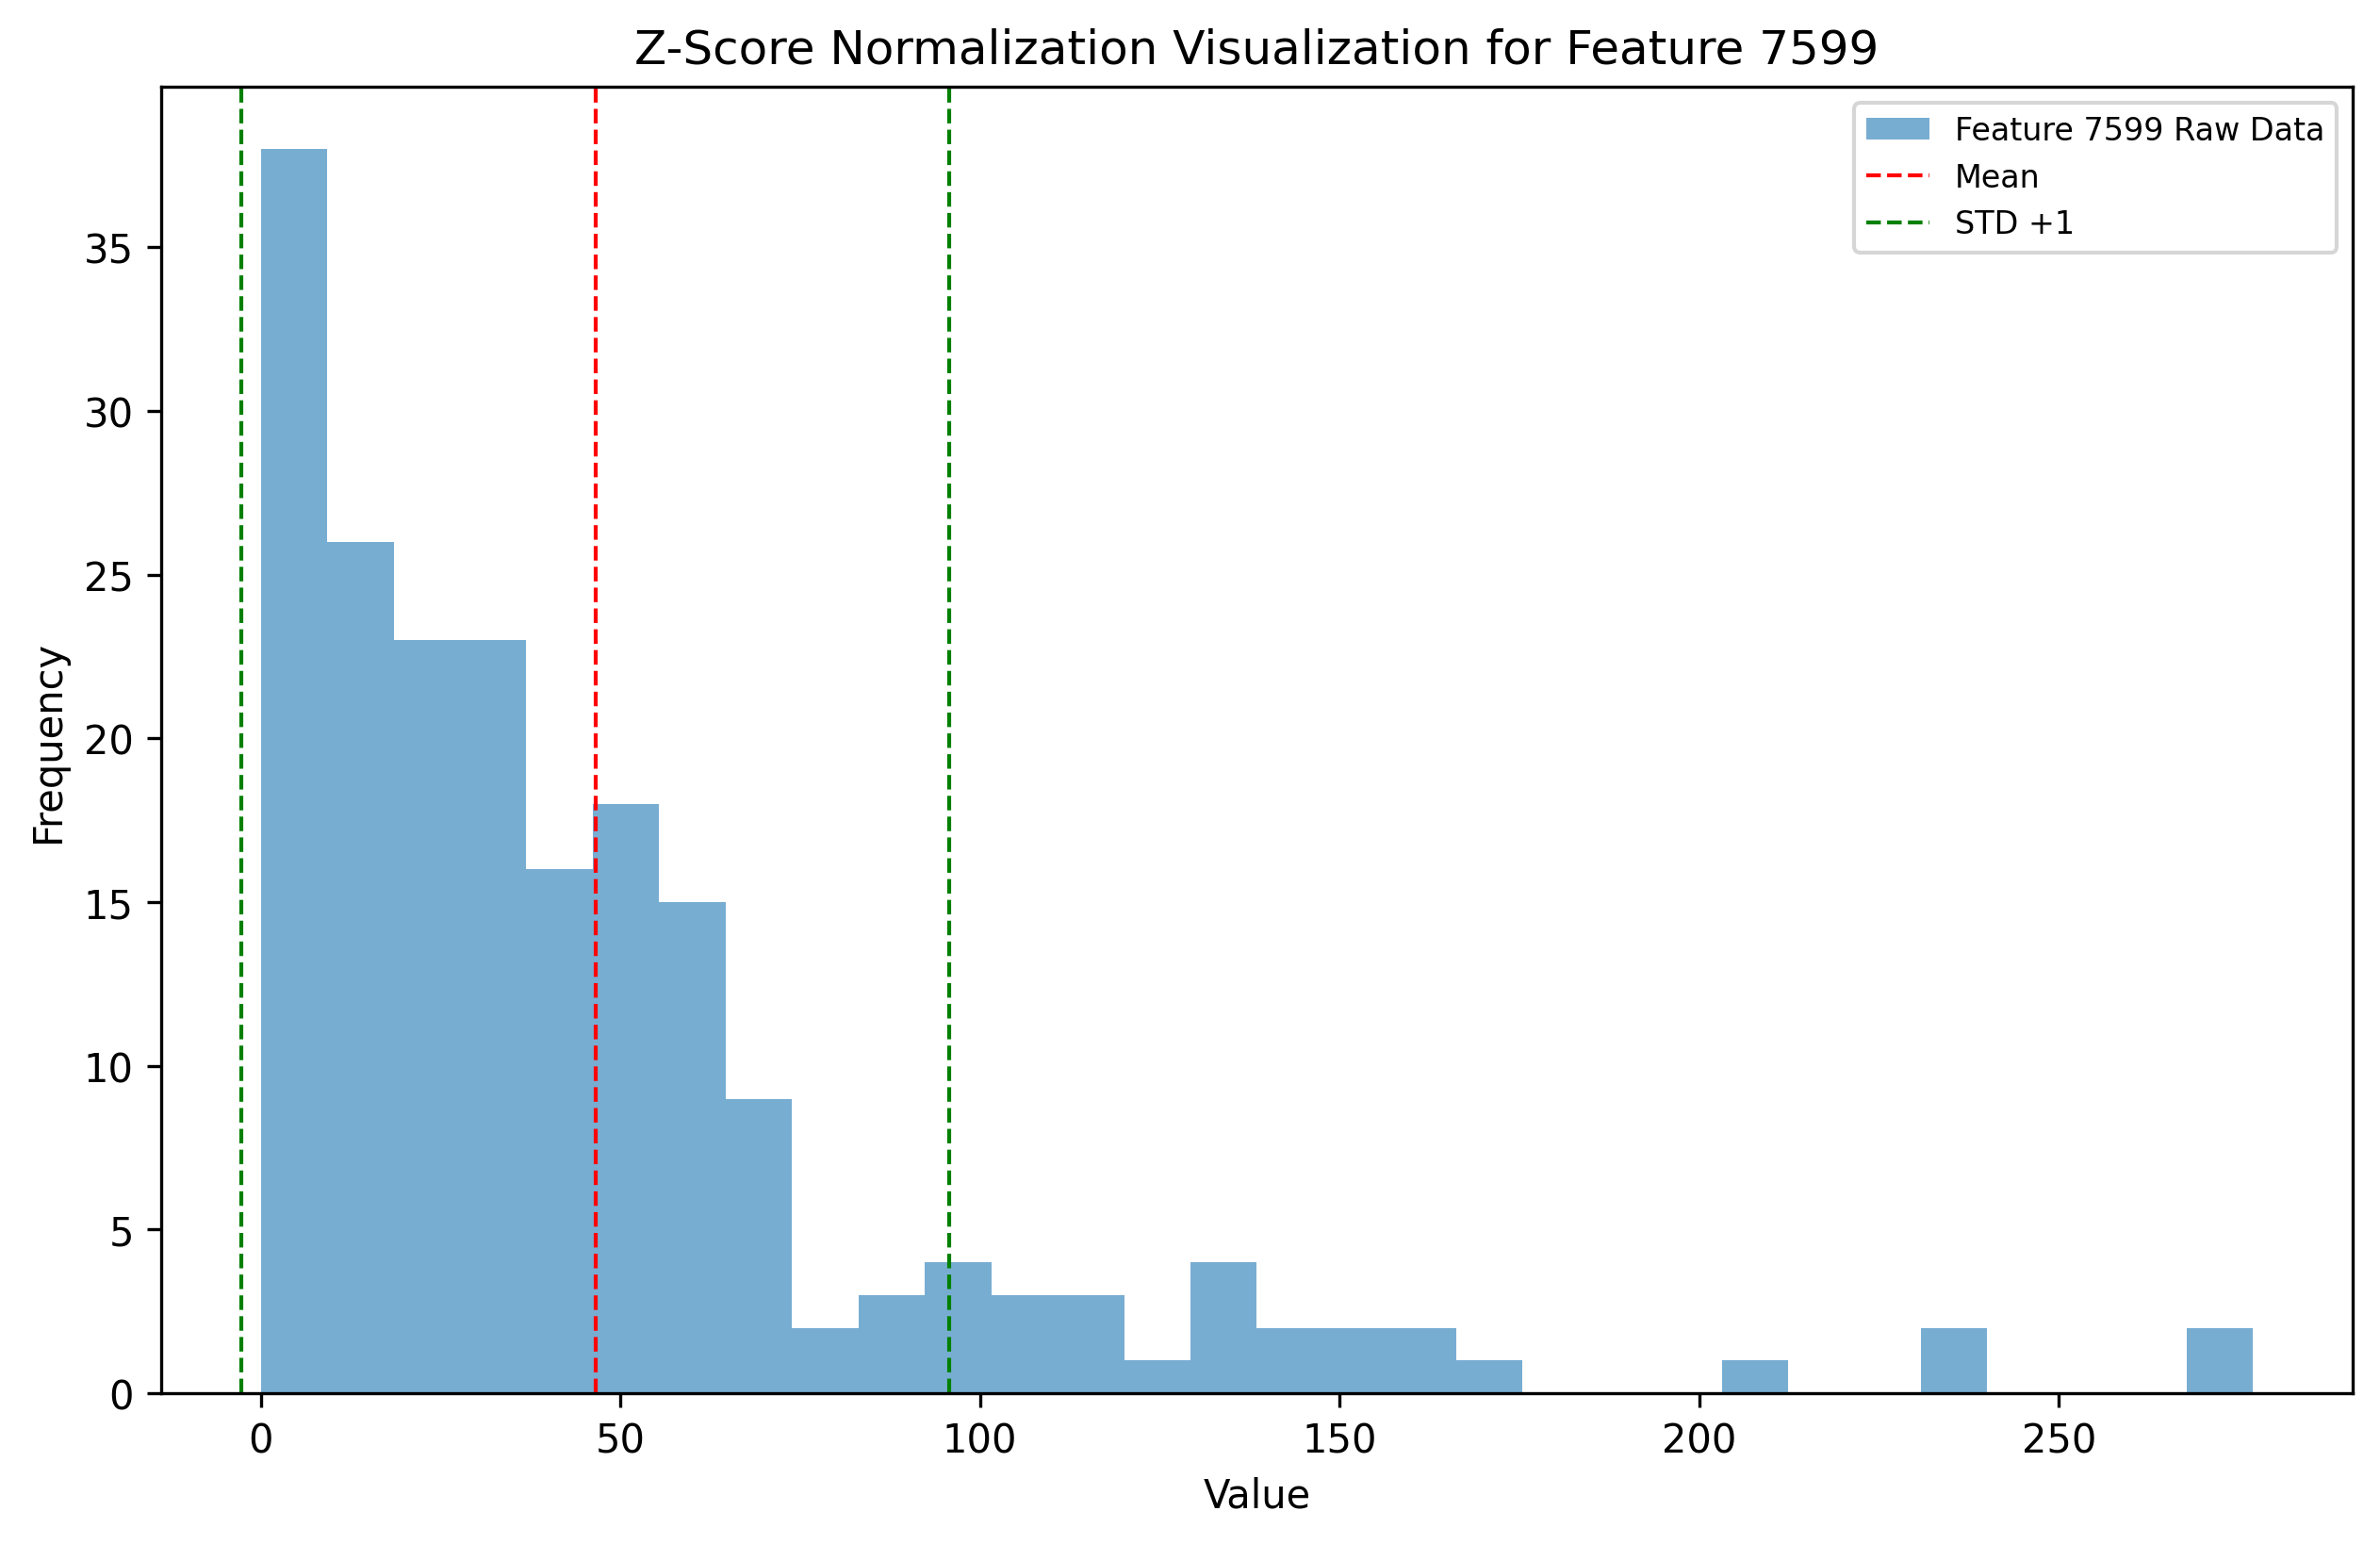 Z-Score Normalization Visualization for Feature 7599
Feature 7599 Raw Data
Mean
STD +1
35
30
25
20
15
10
5
0
Frequency
0 50 100 150 200 250
Value